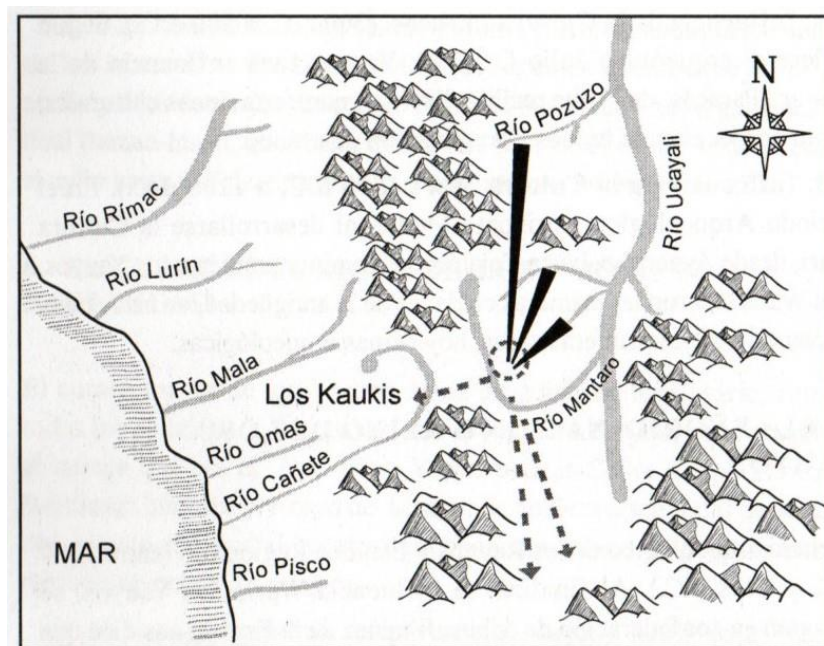 N
Río Pozuzo
Río Ucayali
Río Rímac
Río Lurín
Río Mala
Los Kaukis
Río Mantaro
Río Omas
Río Cañete
MAR
Río Pisco